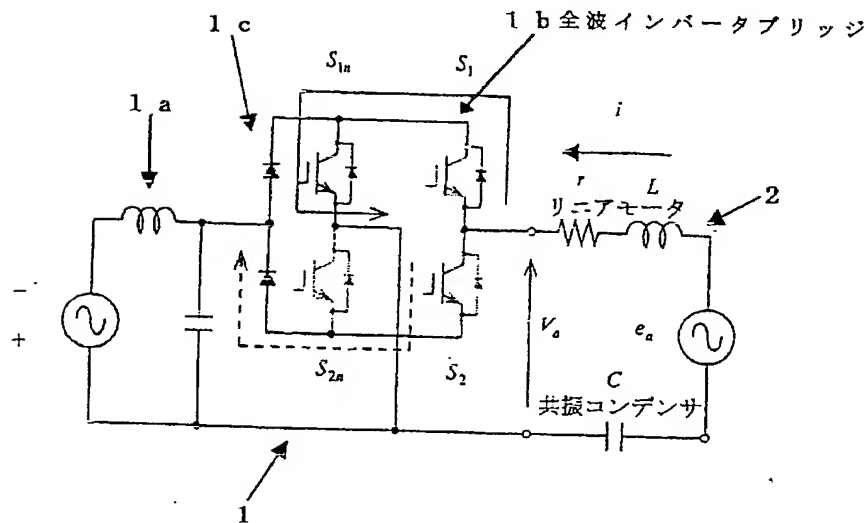 1 c
1 b全波インバータブリッジ
S1n
S1
1 a
i
r
L
リニアモータ
2
−
+
Va
ea
S2n
S2
C
共振コンデンサ
1